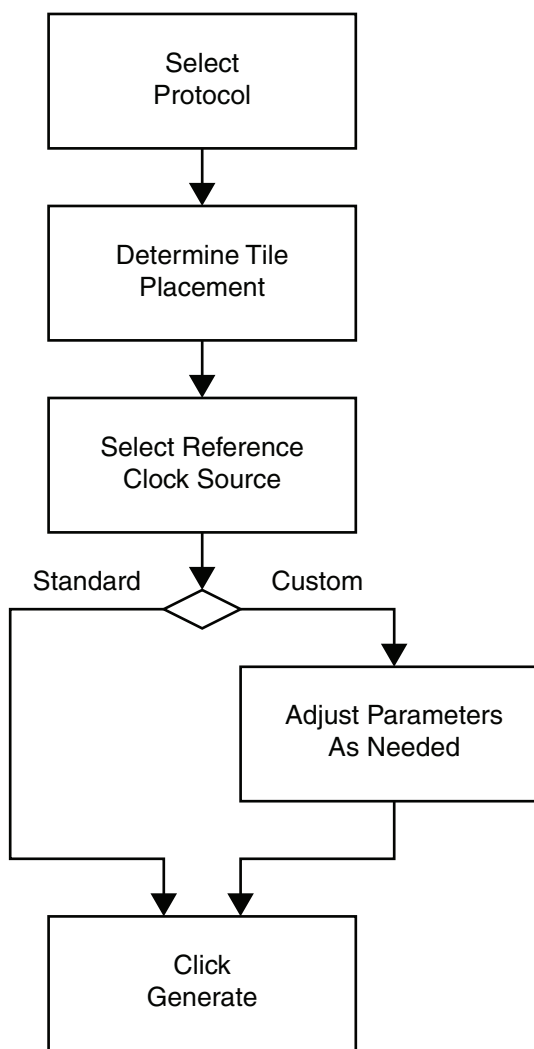 Select
Protocol
Determine Tile
Placement
Select Reference
Clock Source
Standard
Custom
Adjust Parameters
As Needed
Click
Generate